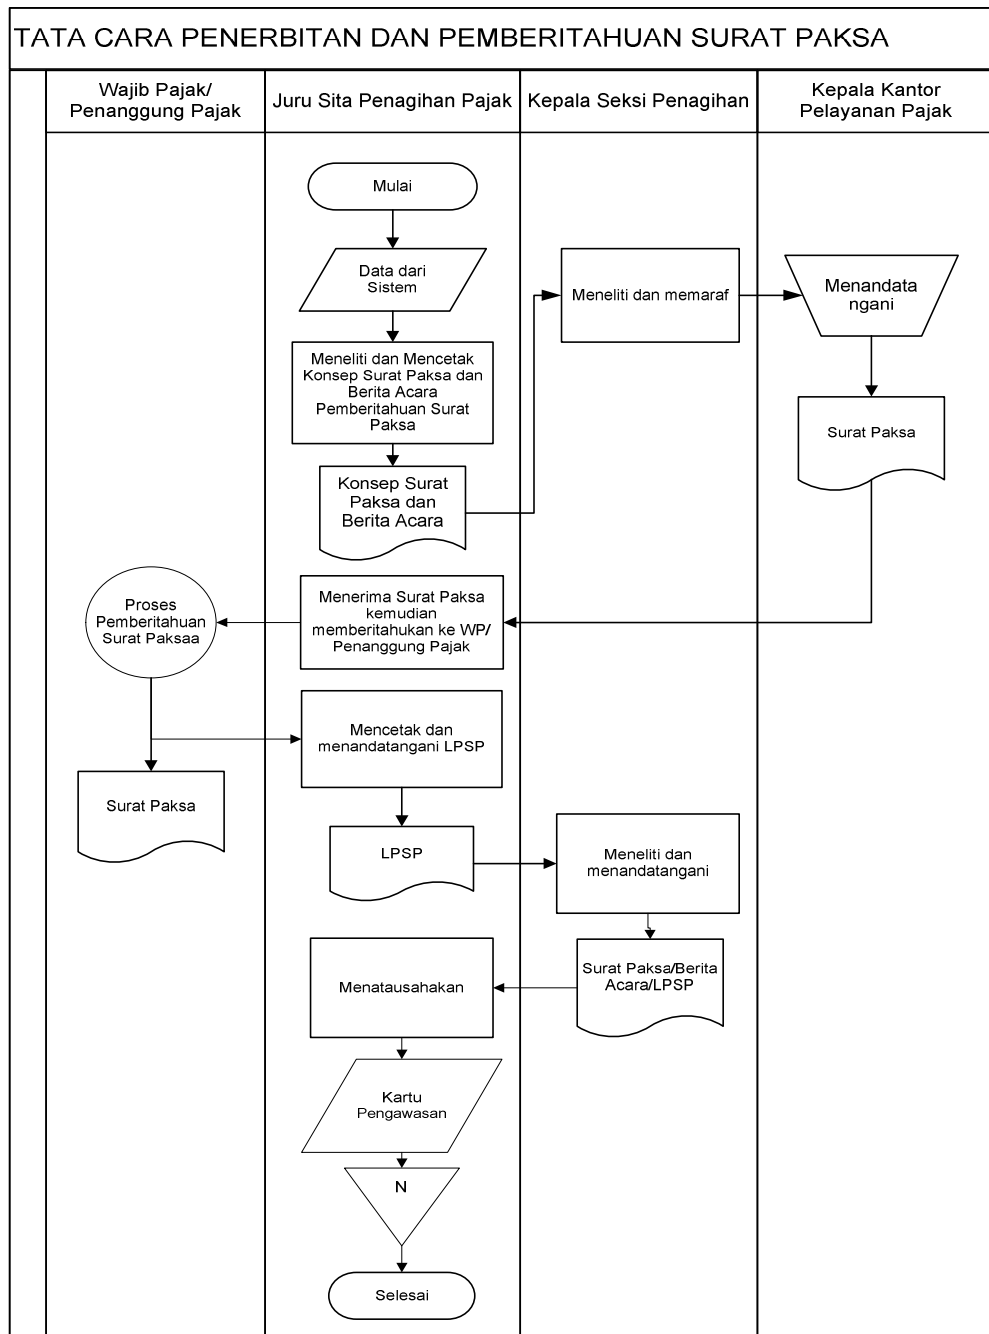 TATA CARA PENERBITAN DAN PEMBERITAHUAN SURAT PAKSA
Wajib Pajak/
Penanggung Pajak
Juru Sita Penagihan Pajak
Kepala Seksi Penagihan
Kepala Kantor
Pelayanan Pajak
Mulai
Data dari
Sistem
Meneliti dan Mencetak
Konsep Surat Paksa dan
Berita Acara
Pemberitahuan Surat
Paksa
Konsep Surat
Paksa dan
Berita Acara
Meneliti dan memaraf
Menandata
ngani
Surat Paksa
Menerima Surat Paksa
kemudian
memberitahukan ke WP/
Penanggung Pajak
Proses
Pemberitahuan
Surat Paksaa
Surat Paksa
Mencetak dan
menandatangani LPSP
LPSP
Meneliti dan
menandatangani
Surat Paksa/Berita
Acara/LPSP
Menatausahakan
Kartu
Pengawasan
N
Selesai